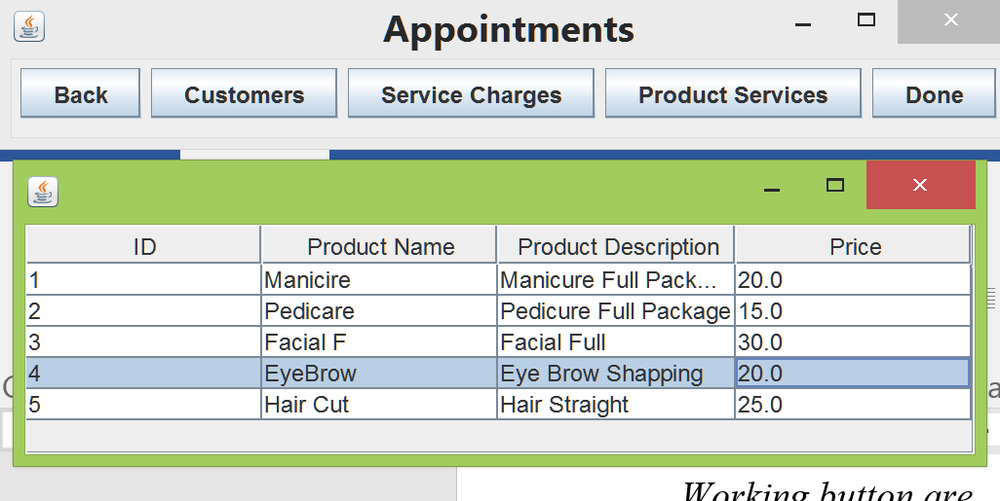 Appointments
Back Customers Service Charges Product Services Done
ID Product Name Product Description Price
1 Manicire Manicure Full Pack... 20.0
2 Pedicare Pedicure Full Package 15.0
3 Facial F Facial Full 30.0
4 EyeBrow Eye Brow Shapping 20.0
5 Hair Cut Hair Straight 25.0
Working button are